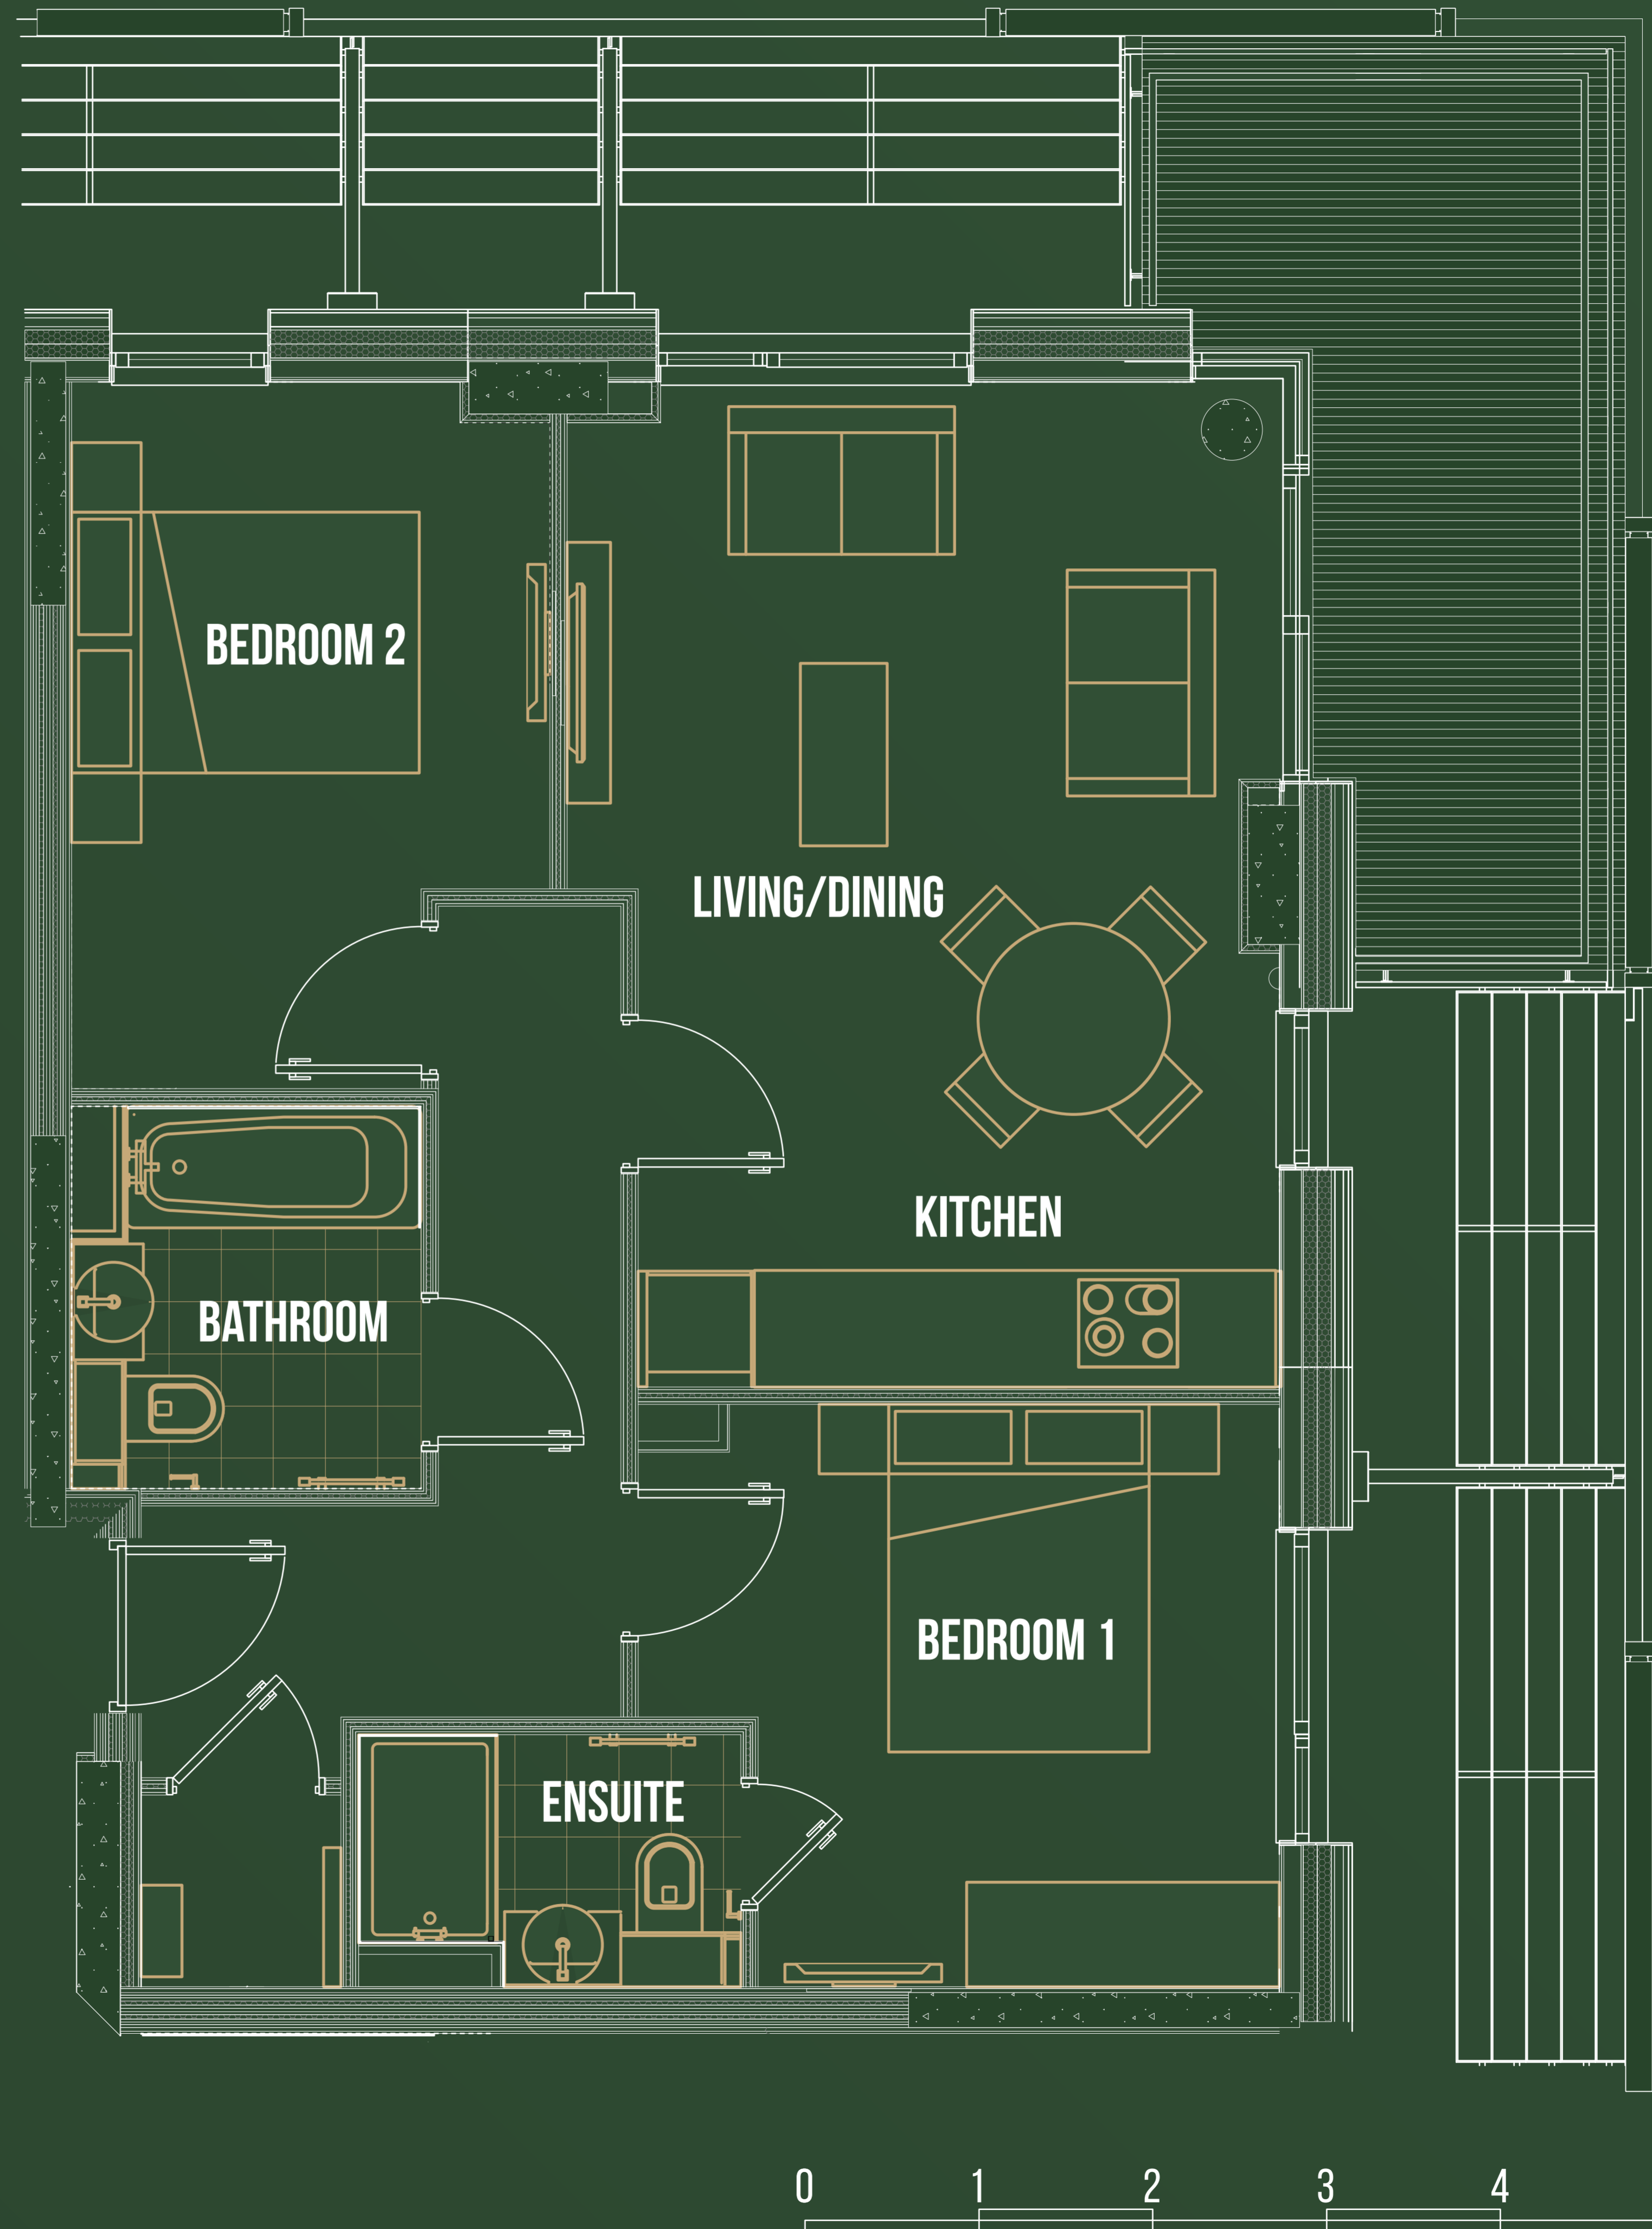 BEDROOM 2
LIVING/DINING
KITCHEN
BATHROOM
BEDROOM 1
ENSUITE
0 1 2 3 4